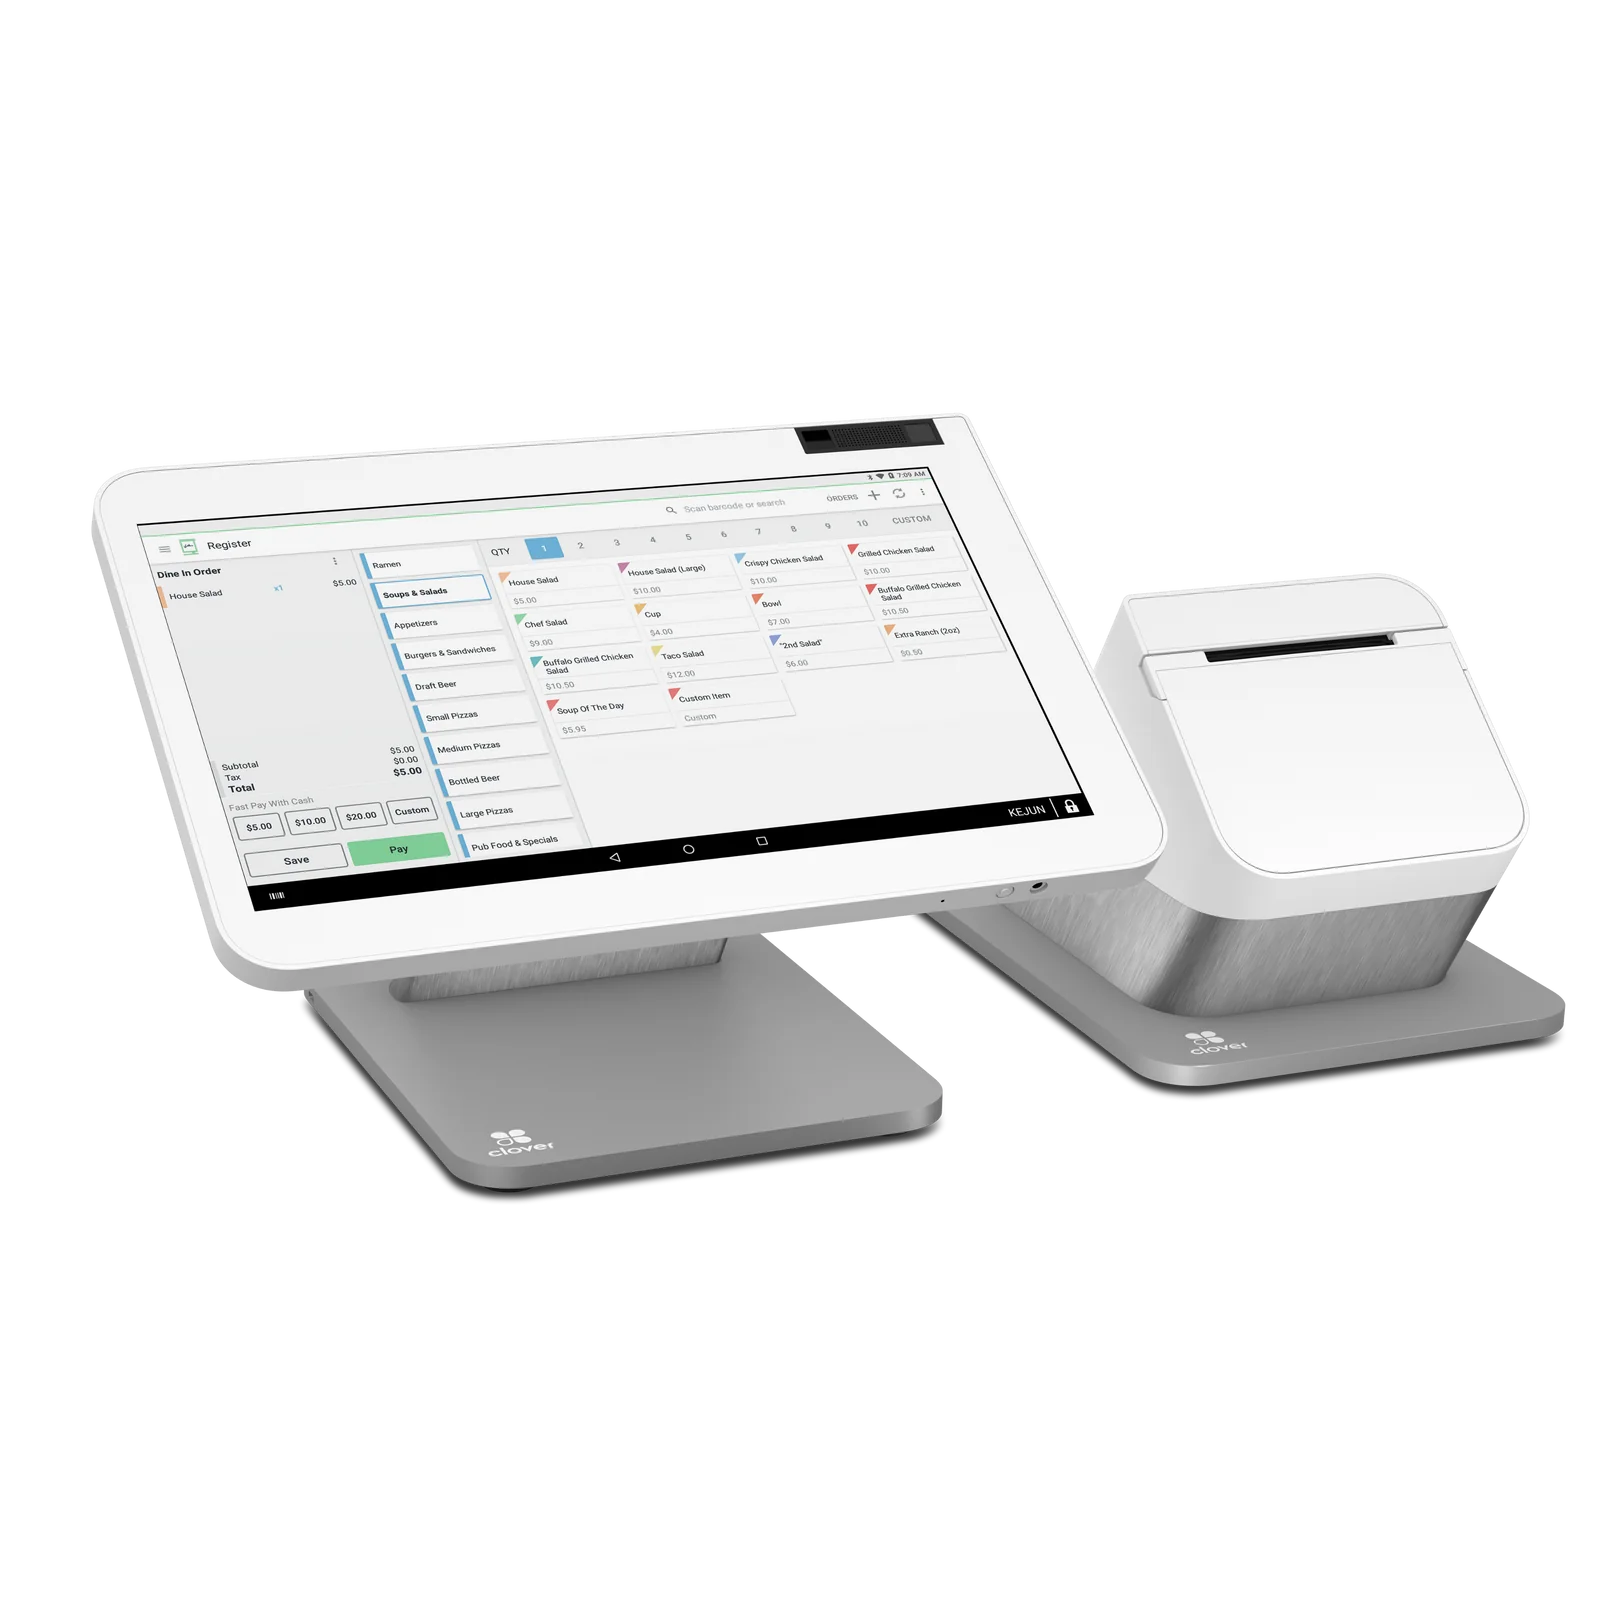 7:09 AM
Register
Scan barcode or search
ORDERS
Dine In Order
House Salad
x1
$5.00
Subtotal
$5.00
Tax
$0.00
Total
$5.00
Fast Pay With Cash
$5.00
$10.00
$20.00
Custom
Save
Pay
Ramen
Soups & Salads
Appetizers
Burgers & Sandwiches
Draft Beer
Small Pizzas
Medium Pizzas
Bottled Beer
Large Pizzas
Pub Food & Specials
QTY
1
2
3
4
5
6
7
8
9
10
CUSTOM
House Salad
$5.00
House Salad (Large)
$10.00
Crispy Chicken Salad
$10.00
Grilled Chicken Salad
$10.00
Chef Salad
$9.00
Cup
$4.00
Bowl
$7.00
Buffalo Grilled Chicken
Salad
$10.50
Buffalo Grilled Chicken
Salad
$10.50
Taco Salad
$12.00
"2nd Salad"
$6.00
Extra Ranch (2oz)
$0.50
Soup Of The Day
$5.95
Custom Item
Custom
KEJUN
clover
clover